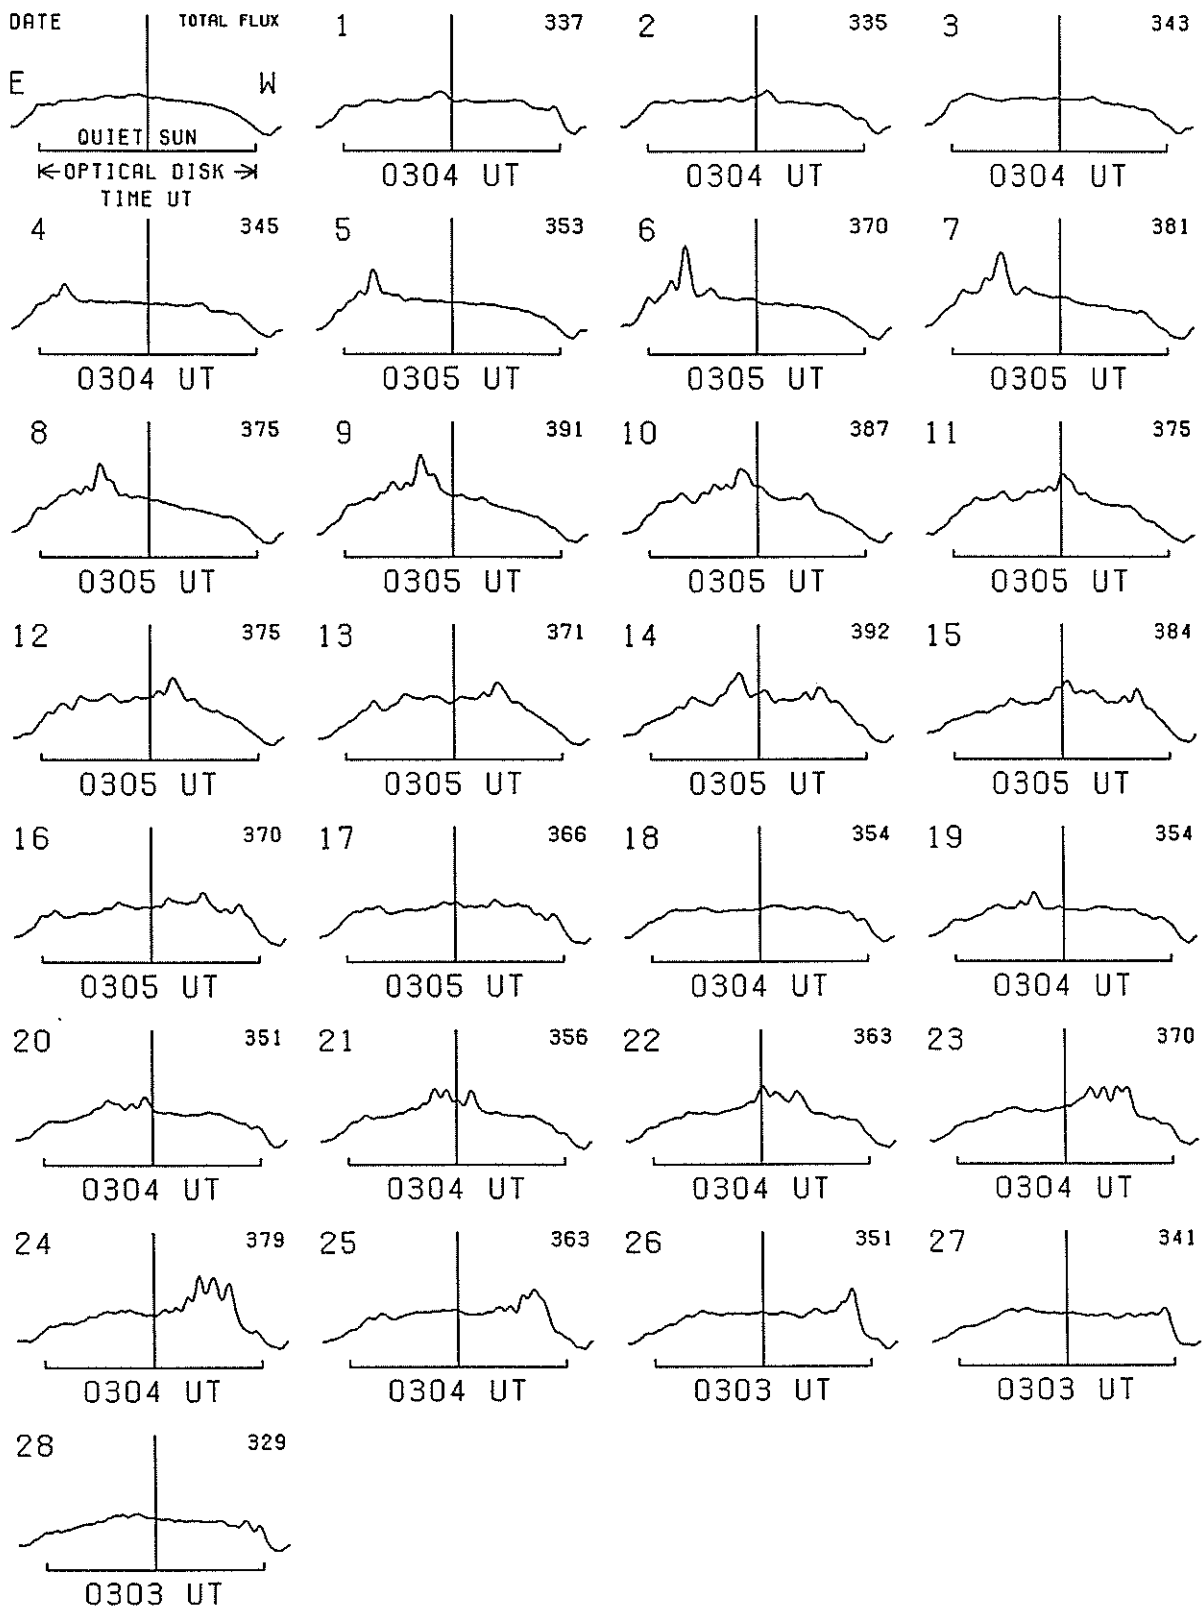 DATE TOTAL FLUX 1 337 2 335 3 343
E W
QUIET SUN
←OPTICAL DISK→ 0304 UT 0304 UT 0304 UT
TIME UT
4 345 5 353 6 370 7 381
0304 UT 0305 UT 0305 UT 0305 UT
8 375 9 391 10 387 11 375
0305 UT 0305 UT 0305 UT 0305 UT
12 375 13 371 14 392 15 384
0305 UT 0305 UT 0305 UT 0305 UT
16 370 17 366 18 354 19 354
0305 UT 0305 UT 0304 UT 0304 UT
20 351 21 356 22 363 23 370
0304 UT 0304 UT 0304 UT 0304 UT
24 379 25 363 26 351 27 341
0304 UT 0304 UT 0303 UT 0303 UT
28 329
0303 UT